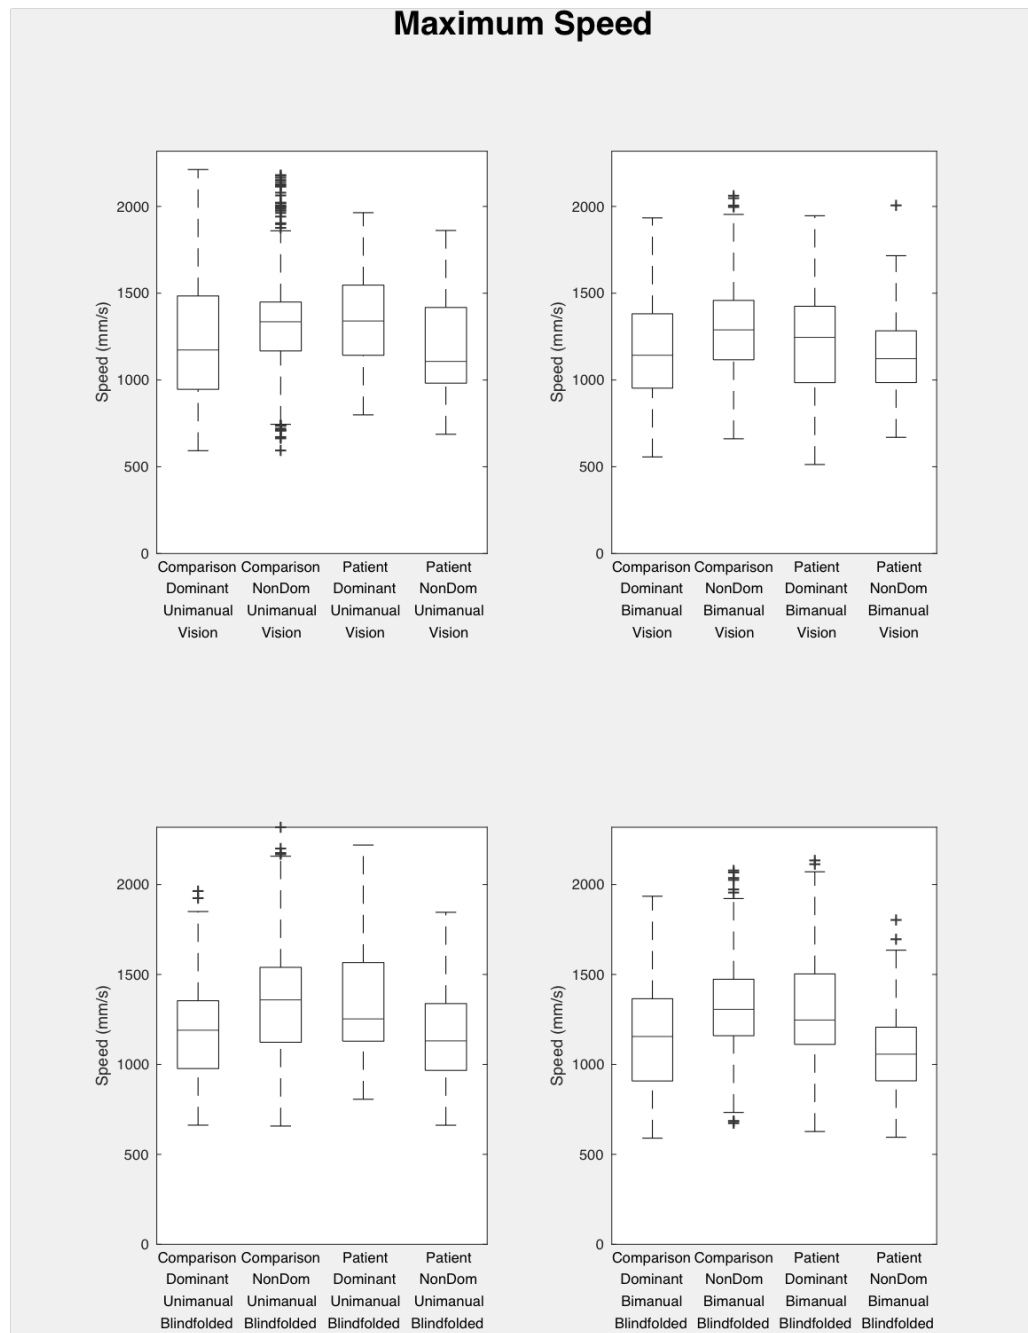 Maximum Speed
2000
1500
1000
500
0
Speed (mm/s)
Comparison Comparison Patient Patient
Dominant NonDom Dominant NonDom
Unimanual Unimanual Unimanual Unimanual
Vision Vision Vision Vision
2000
1500
1000
500
0
Speed (mm/s)
Comparison Comparison Patient Patient
Dominant NonDom Dominant NonDom
Bimanual Bimanual Bimanual Bimanual
Vision Vision Vision Vision
2000
1500
1000
500
0
Speed (mm/s)
Comparison Comparison Patient Patient
Dominant NonDom Dominant NonDom
Unimanual Unimanual Unimanual Unimanual
Blindfolded Blindfolded Blindfolded Blindfolded
2000
1500
1000
500
0
Speed (mm/s)
Comparison Comparison Patient Patient
Dominant NonDom Dominant NonDom
Bimanual Bimanual Bimanual Bimanual
Blindfolded Blindfolded Blindfolded Blindfolded